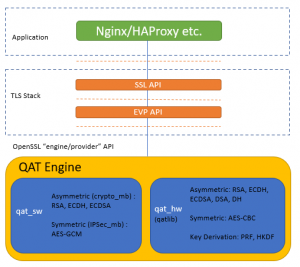 Nginx/HAProxy etc.
Application
SSL API
TLS Stack
EVP API
OpenSSL "engine/provider" API
QAT Engine
qat_sw
Asymmetric (crypto_mb) :
RSA, ECDH, ECDSA
Symmetric (IPSec_mb) :
AES-GCM
qat_hw
(qatlib)
Asymmetric: RSA, ECDH,
ECDSA, DSA, DH
Symmetric: AES-CBC
Key Derivation: PRF, HKDF